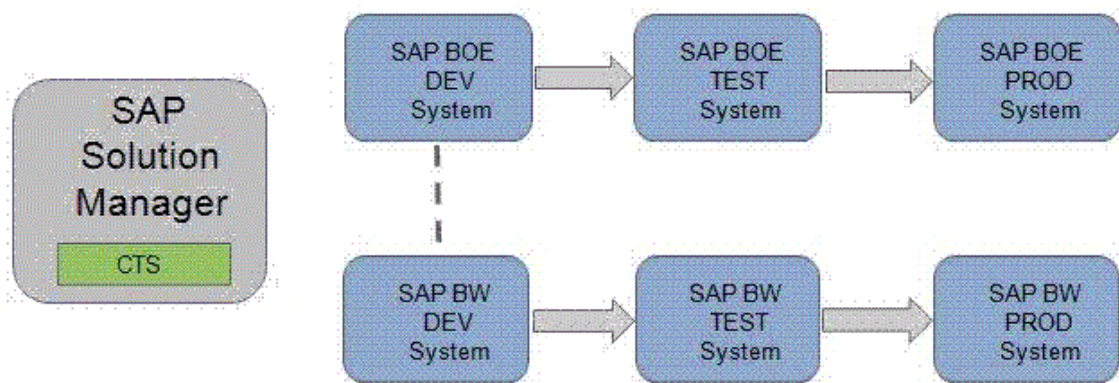 SAP
Solution
Manager
CTS
SAP BOE
DEV
System
SAP BOE
TEST
System
SAP BOE
PROD
System
SAP BW
DEV
System
SAP BW
TEST
System
SAP BW
PROD
System